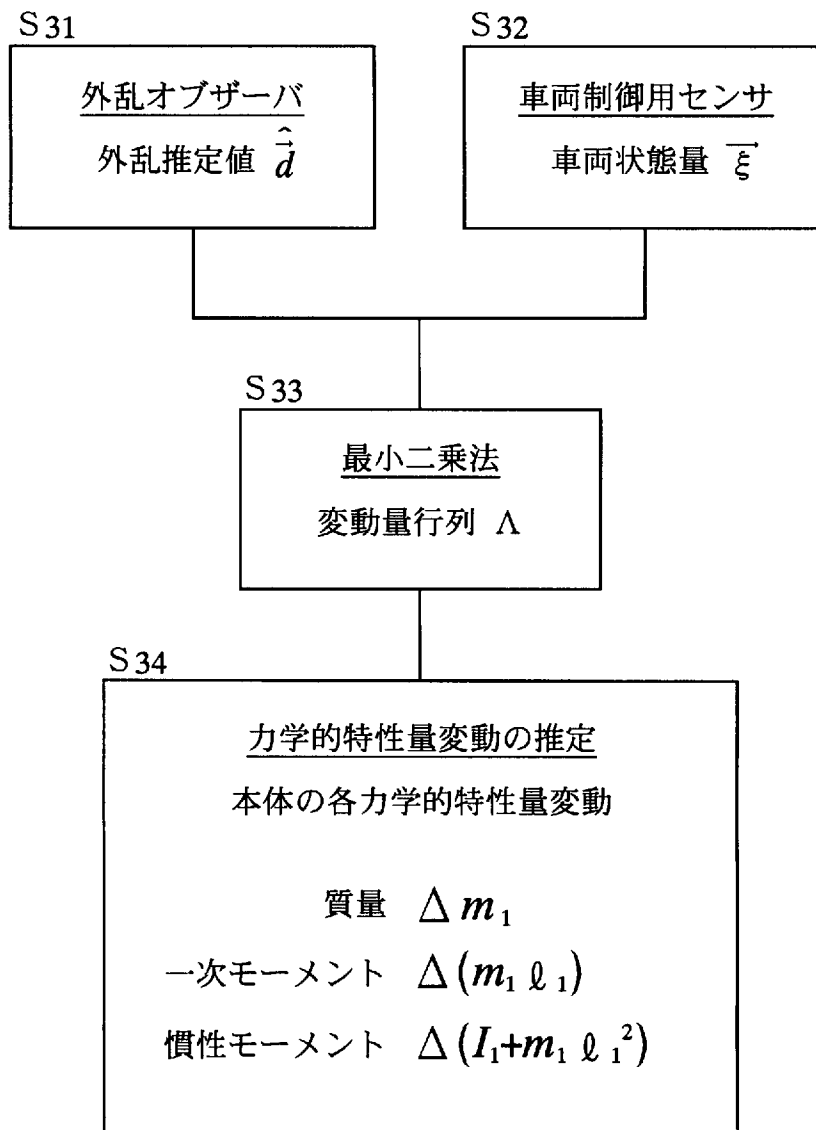 S31
外乱オブザーバ
外乱推定値 $\hat{\vec{d}}$
S32
車両制御用センサ
車両状態量 $\vec{ξ}$
S33
最小二乗法
変動量行列 Λ
S34
力学的特性量変動の推定
本体の各力学的特性量変動
質量 Δm₁
一次モーメント Δ(m₁ℓ₁)
慣性モーメント Δ(I₁+m₁ℓ₁²)